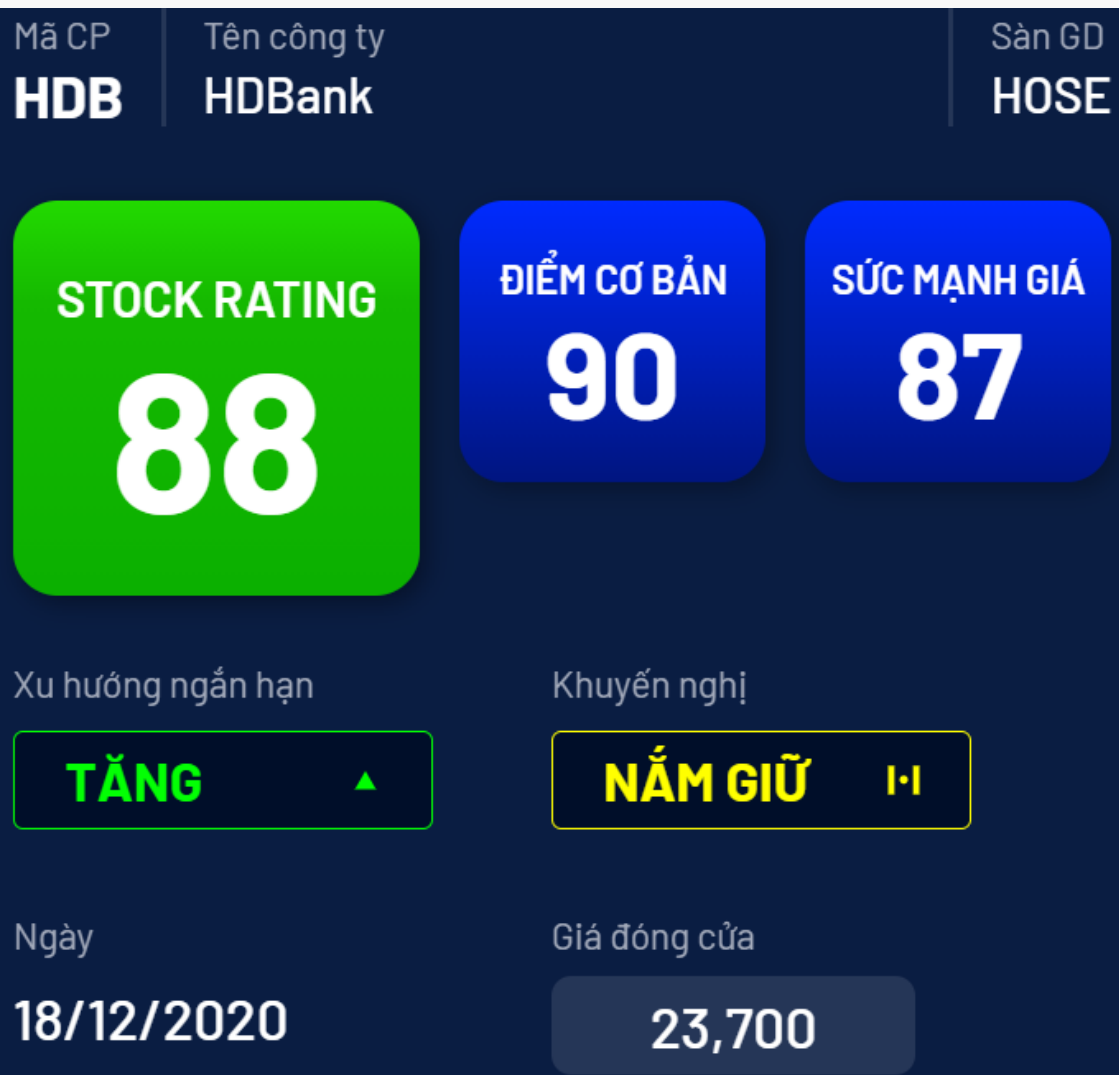 Mã CP
HDB
Tên công ty
HDBank
Sàn GD
HOSE
STOCK RATING
88
ĐIỂM CƠ BẢN
90
SỨC MẠNH GIÁ
87
Xu hướng ngắn hạn
TĂNG
Khuyến nghị
NẮM GIỮ
Ngày
18/12/2020
Giá đóng cửa
23,700